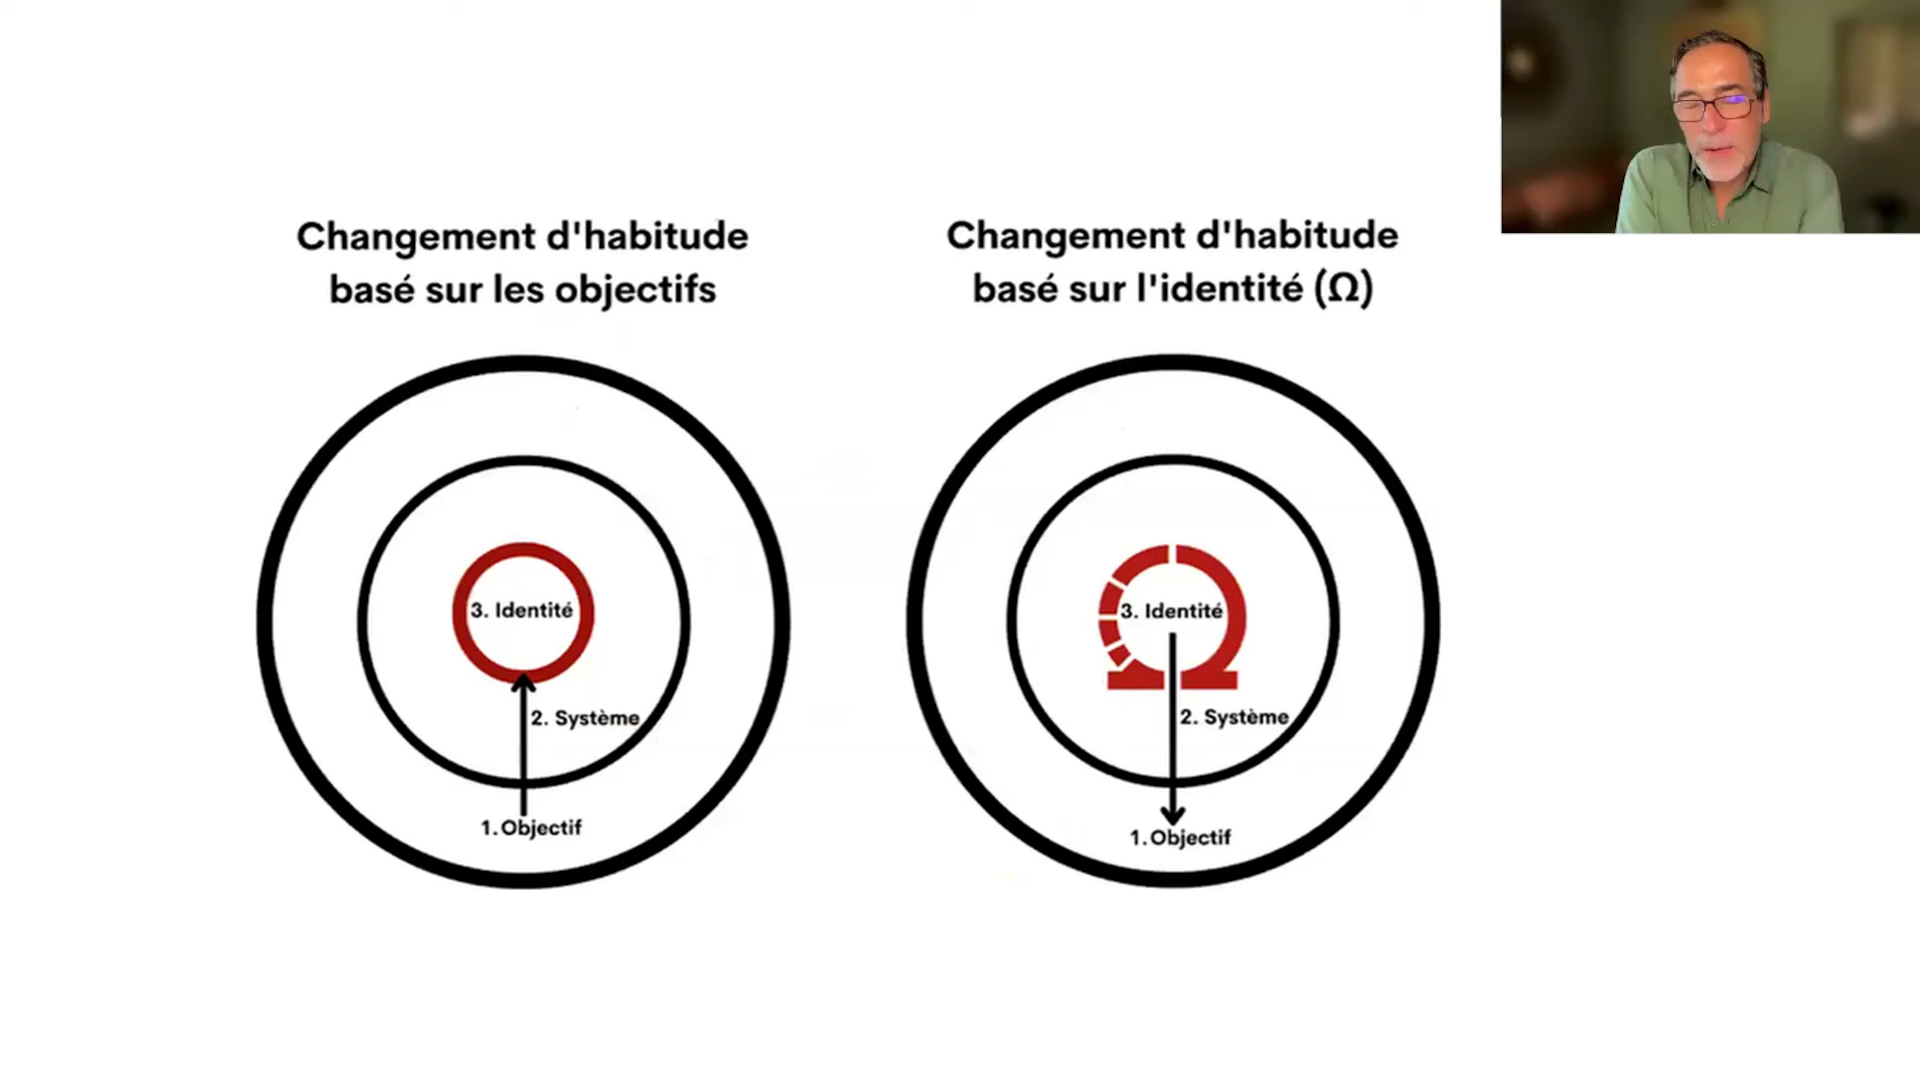 Changement d'habitude
basé sur les objectifs
3. Identité
2. Système
1. Objectif
Changement d'habitude
basé sur l'identité (Ω)
3. Identité
2. Système
1. Objectif